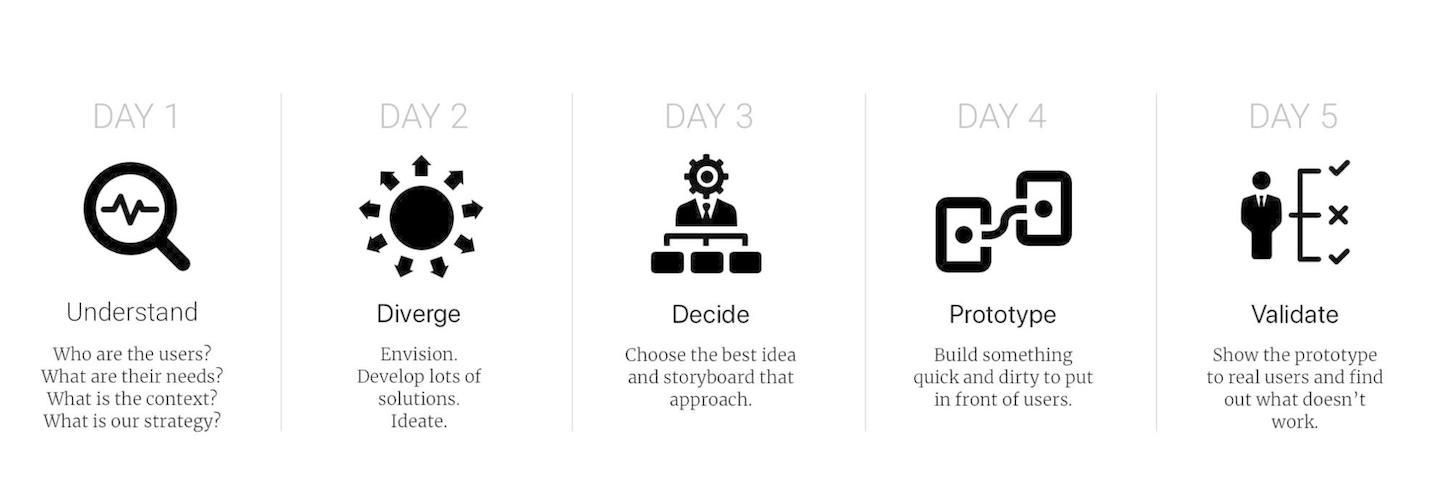 DAY 1
Understand
Who are the users?
What are their needs?
What is the context?
What is our strategy?
DAY 2
Diverge
Envision.
Develop lots of
solutions.
Ideate.
DAY 3
Decide
Choose the best idea
and storyboard that
approach.
DAY 4
Prototype
Build something
quick and dirty to put
in front of users.
DAY 5
Validate
Show the prototype
to real users and find
out what doesn’t
work.